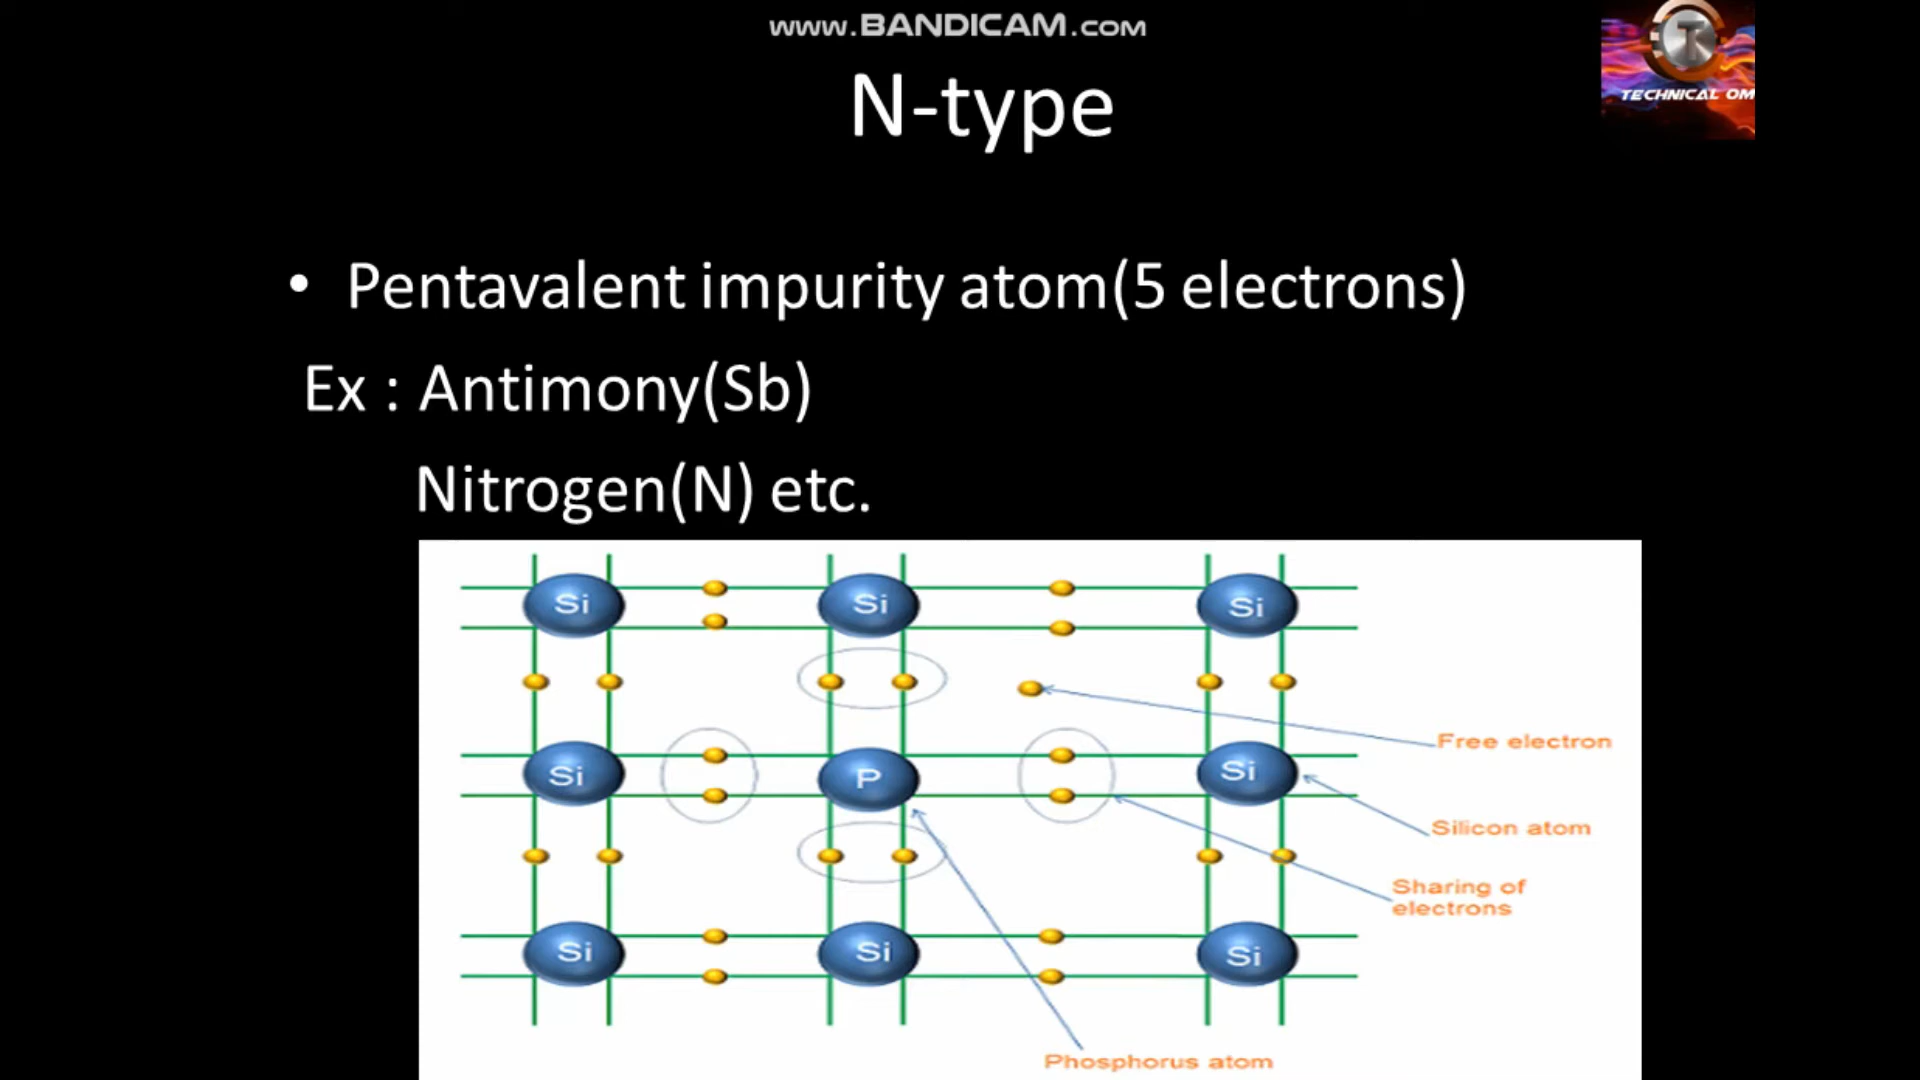 www.BANDICAM.com
TECHNICAL OM
N-type
• Pentavalent impurity atom(5 electrons)
Ex : Antimony(Sb)
Nitrogen(N) etc.
Si Si Si
Free electron
Si P Si
Silicon atom
Sharing of
electrons
Si Si Si
Phosphorus atom